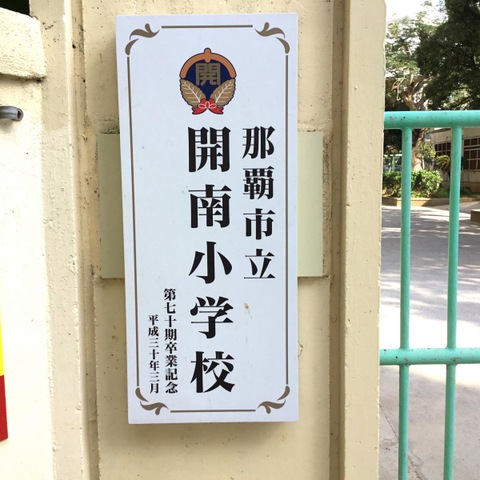 開
那覇市立
開南小学校
第七十期卒業記念
平成三十年三月